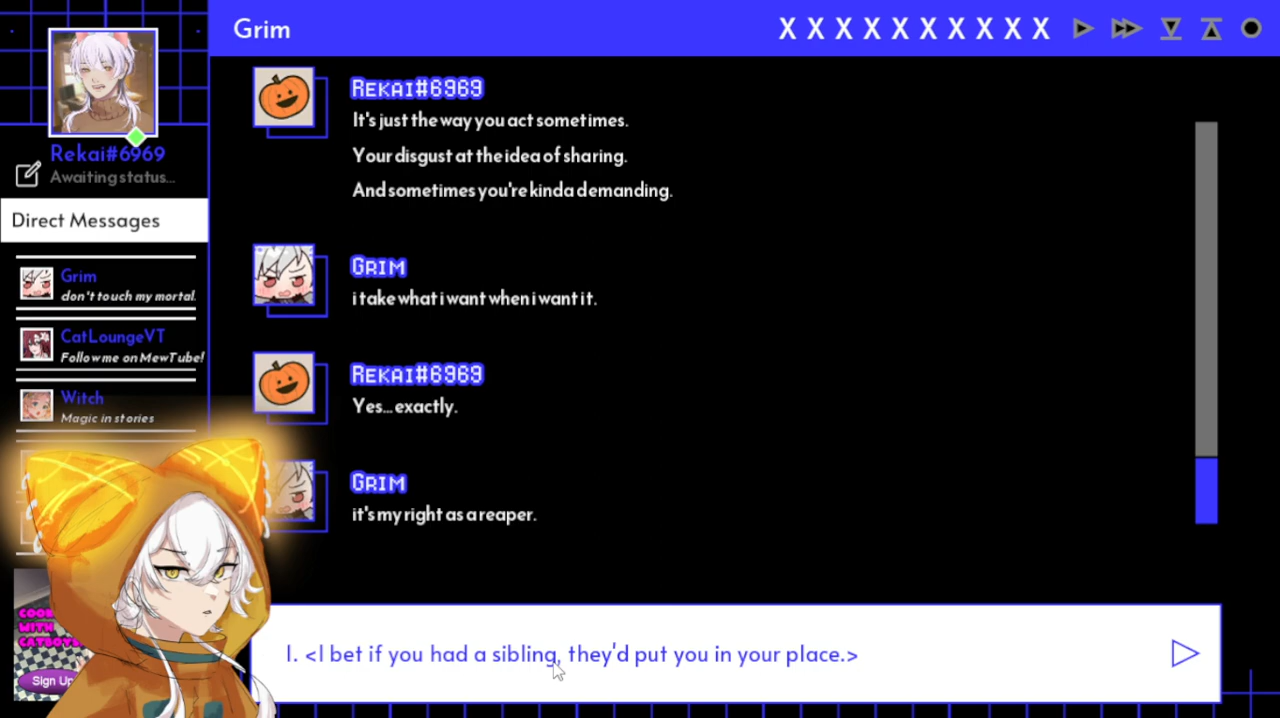 Grim
X X X X X X X X X X
Rekai#6969
Awaiting status...
Direct Messages
Grim
don't touch my mortal.
CatLoungeVT
Follow me on MewTube!
Witch
Magic in stories
COOK
WITH
CATBOYS
Sign Up
Rekai#6969
It's just the way you act sometimes.
Your disgust at the idea of sharing.
And sometimes you're kinda demanding.
Grim
i take what i want when i want it.
Rekai#6969
Yes... exactly.
Grim
it's my right as a reaper.
1. <I bet if you had a sibling, they'd put you in your place.>